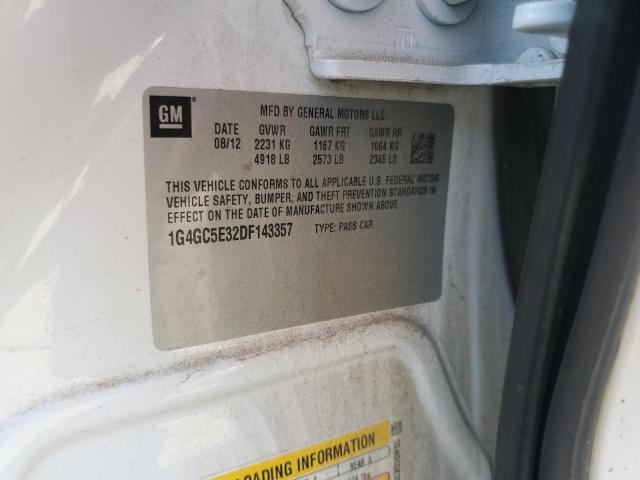 GM
MFD BY GENERAL MOTORS LLC
DATE GVWR GAWR FRT GAWR RR
08/12 2231 KG 1167 KG 1064 KG
4918 LB 2573 LB 2345 LB
THIS VEHICLE CONFORMS TO ALL APPLICABLE U.S. FEDERAL MOTOR
VEHICLE SAFETY, BUMPER, AND THEFT PREVENTION STANDARDS IN
EFFECT ON THE DATE OF MANUFACTURE SHOWN ABOVE.
1G4GC5E32DF143357 TYPE: PASS CAR
LOADING INFORMATION
REAR